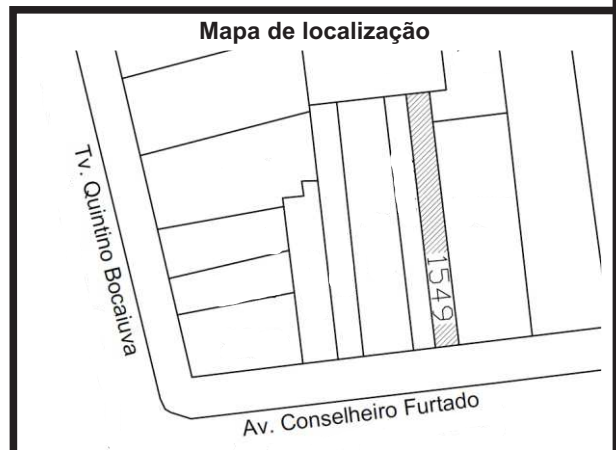 Mapa de localização
Tv. Quintino Bocaiuva
1549
Av. Conselheiro Furtado